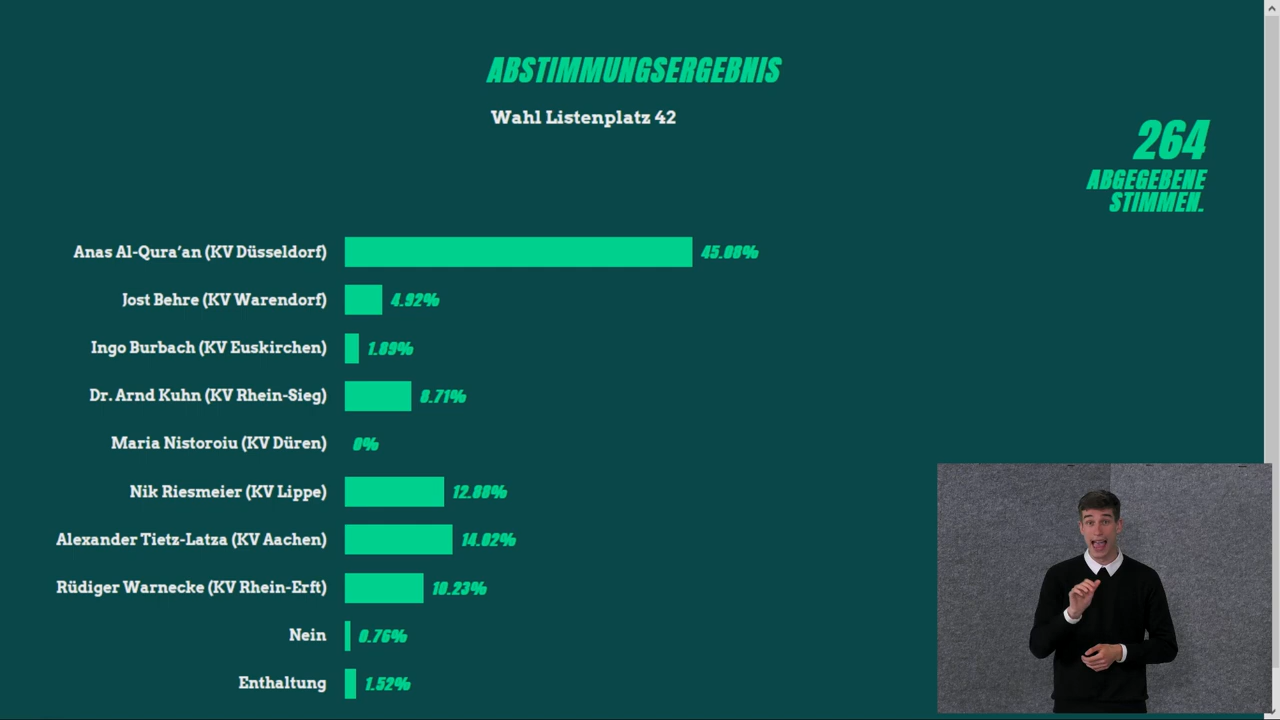 ABSTIMMUNGSERGEBNIS
Wahl Listenplatz 42
264
ABGEGEBENE
STIMMEN.
Anas Al-Qura’an (KV Düsseldorf) 45.08%
Jost Behre (KV Warendorf) 4.92%
Ingo Burbach (KV Euskirchen) 1.89%
Dr. Arnd Kuhn (KV Rhein-Sieg) 8.71%
Maria Nistoroiu (KV Düren) 0%
Nik Riesmeier (KV Lippe) 12.88%
Alexander Tietz-Latza (KV Aachen) 14.02%
Rüdiger Warnecke (KV Rhein-Erft) 10.23%
Nein 0.76%
Enthaltung 1.52%